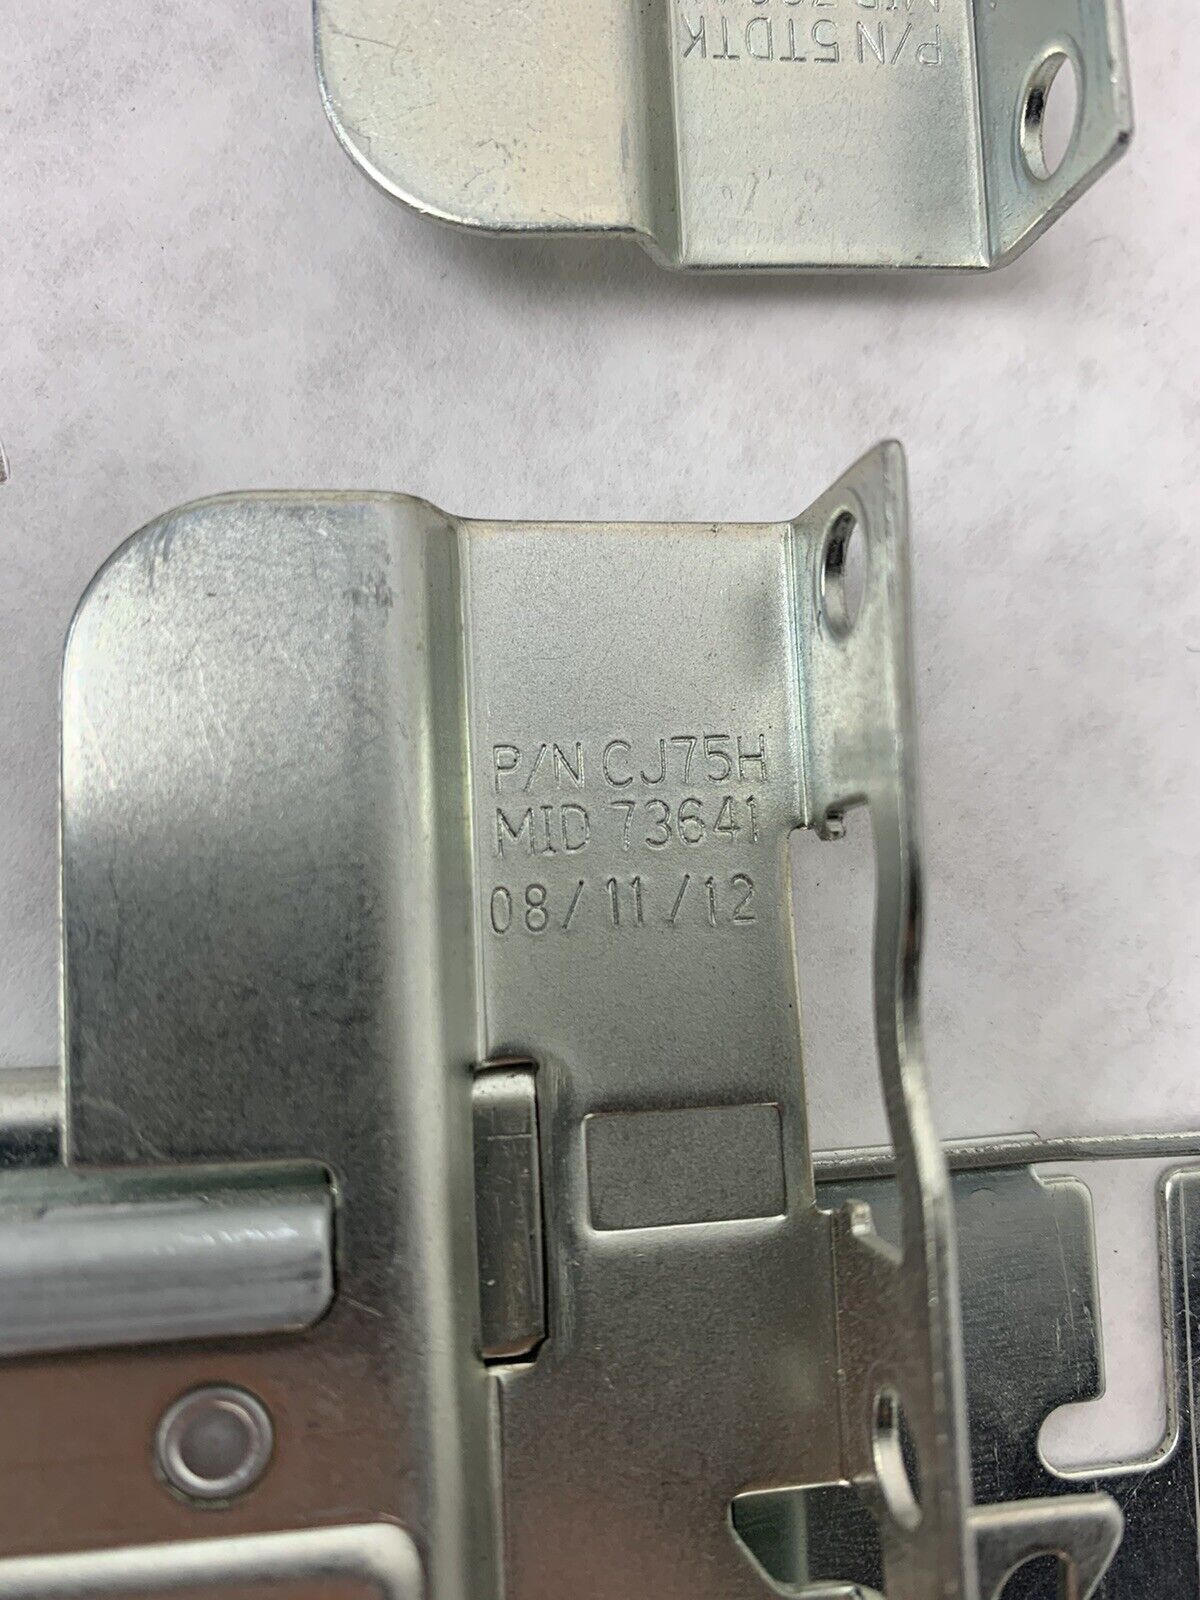 P/N 5TDTK
P/N CJ75H
MID 73641
08/11/12